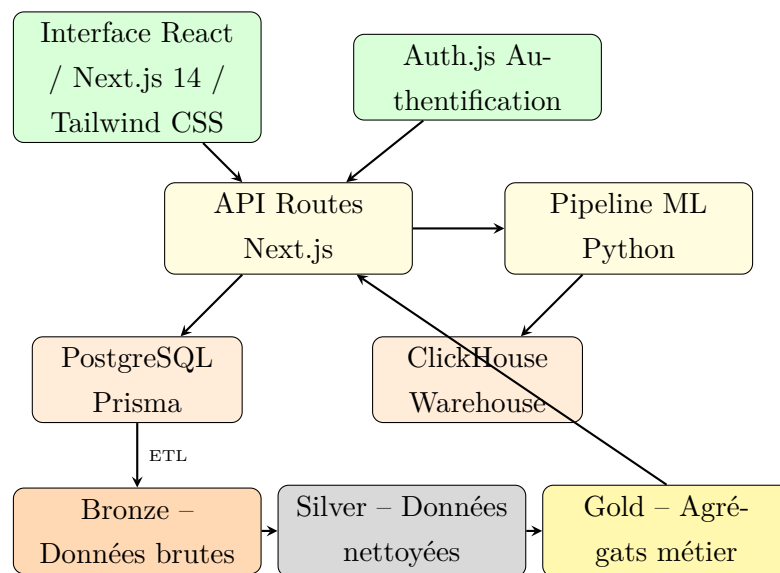 Interface React
/ Next.js 14 /
Tailwind CSS
Auth.js Au-
thentification
API Routes
Next.js
Pipeline ML
Python
PostgreSQL
Prisma
ClickHouse
Warehouse
ETL
Bronze –
Données brutes
Silver – Données
nettoyées
Gold – Agré-
gats métier